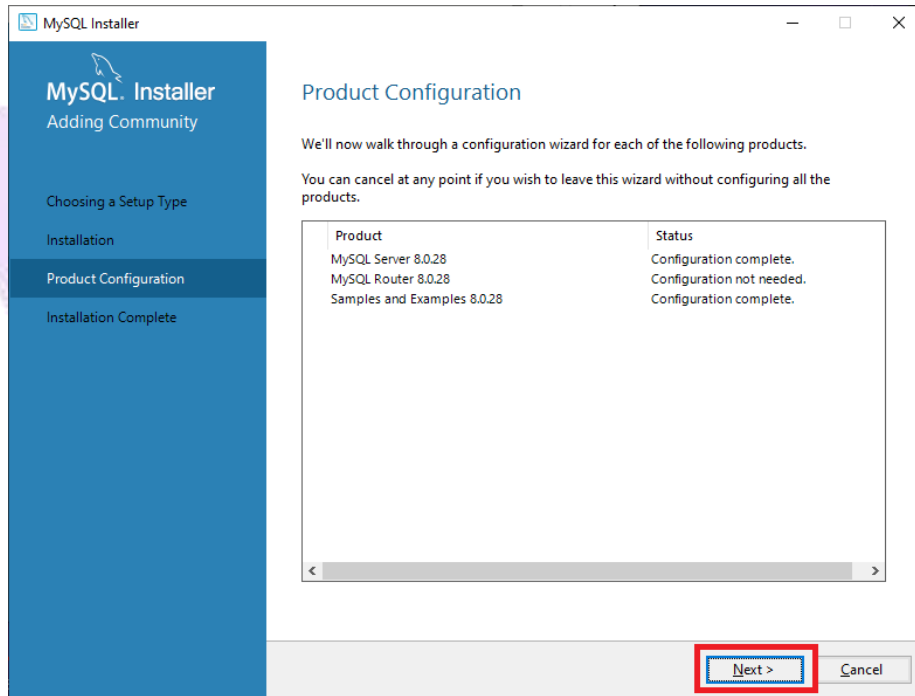 MySQL Installer
MySQL. Installer
Adding Community
Choosing a Setup Type
Installation
Product Configuration
Installation Complete
Product Configuration
We'll now walk through a configuration wizard for each of the following products.
You can cancel at any point if you wish to leave this wizard without configuring all the
products.
Product Status
MySQL Server 8.0.28 Configuration complete.
MySQL Router 8.0.28 Configuration not needed.
Samples and Examples 8.0.28 Configuration complete.
Next > Cancel